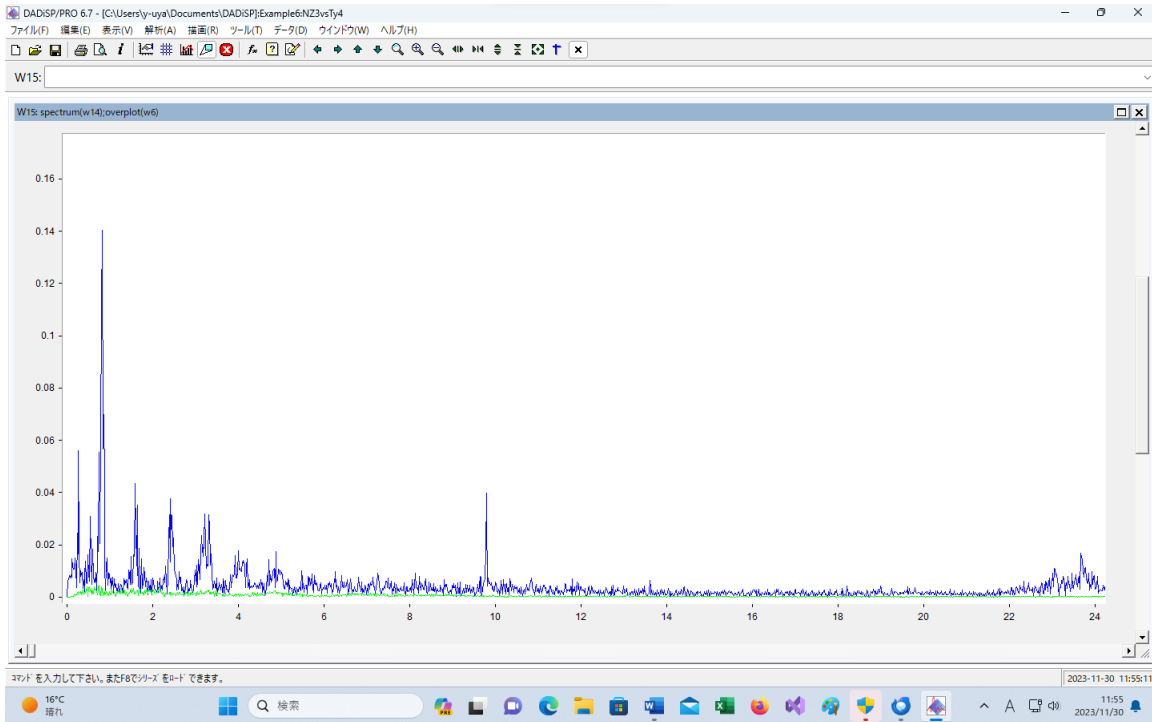 DADiSP/PRO 6.7 - [C:\Users\y-uya\Documents\DADiSP]:Example6:NZ3vsTy4
ファイル(F) 編集(E) 表示(V) 解析(A) 描画(R) ツール(T) データ(D) ウインドウ(W) ヘルプ(H)
W15:
W15: spectrum(w14);overplot(w6)
0.16
0.14
0.12
0.1
0.08
0.06
0.04
0.02
0
0 2 4 6 8 10 12 14 16 18 20 22 24
コマンド を入力して下さい。またF8でシリーズ をロード できます。
2023-11-30 11:55:11
16°C
晴れ
検索
PRE
A
11:55
2023/11/30